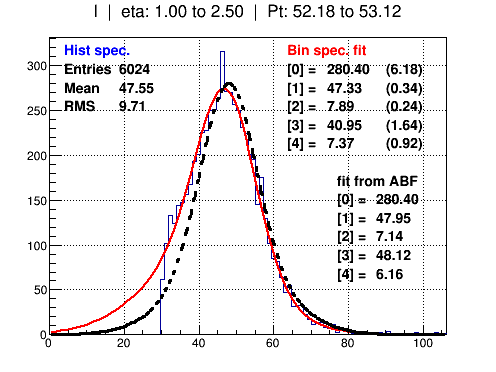 I | eta: 1.00 to 2.50 | Pt: 52.18 to 53.12
Hist spec.
Entries 6024
Mean 47.55
RMS 9.71
Bin spec. fit
[0] = 280.40 (6.18)
[1] = 47.33 (0.34)
[2] = 7.89 (0.24)
[3] = 40.95 (1.64)
[4] = 7.37 (0.92)
fit from ABF
[0] = 280.40
[1] = 47.95
[2] = 7.14
[3] = 48.12
[4] = 6.16
300
250
200
150
100
50
0
0 20 40 60 80 100